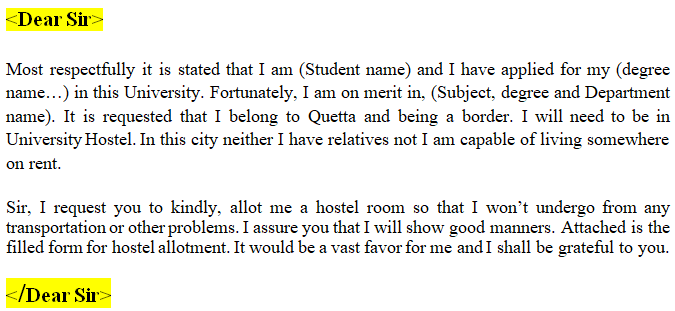 <Dear Sir>
Most respectfully it is stated that I am (Student name) and I have applied for my (degree
name…) in this University. Fortunately, I am on merit in, (Subject, degree and Department
name). It is requested that I belong to Quetta and being a border. I will need to be in
University Hostel. In this city neither I have relatives not I am capable of living somewhere
on rent.
Sir, I request you to kindly, allot me a hostel room so that I won’t undergo from any
transportation or other problems. I assure you that I will show good manners. Attached is the
filled form for hostel allotment. It would be a vast favor for me and I shall be grateful to you.
</Dear Sir>